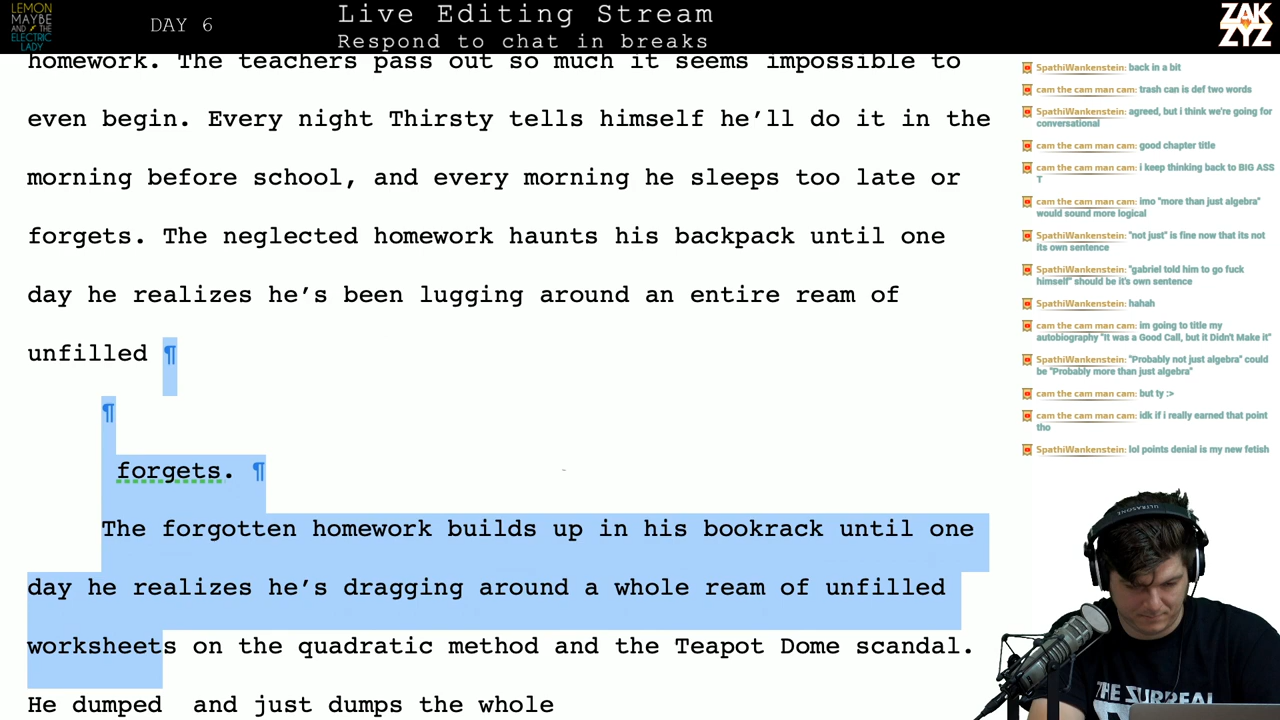 LEMON
MAYBE
AND THE
ELECTRIC
LADY
DAY 6
Live Editing Stream
Respond to chat in breaks
ZAK
ZYZ
homework. The teachers pass out so much it seems impossible to
even begin. Every night Thirsty tells himself he’ll do it in the
morning before school, and every morning he sleeps too late or
forgets. The neglected homework haunts his backpack until one
day he realizes he’s been lugging around an entire ream of
unfilled ¶
¶
forgets. ¶
The forgotten homework builds up in his bookrack until one
day he realizes he’s dragging around a whole ream of unfilled
worksheets on the quadratic method and the Teapot Dome scandal.
He dumped  and just dumps the whole
SpathiWankenstein: back in a bit
cam the cam man cam: trash can is def two words
SpathiWankenstein: agreed, but i think we're going for
conversational
cam the cam man cam: good chapter title
cam the cam man cam: i keep thinking back to BIG ASS
T
cam the cam man cam: imo "more than just algebra"
would sound more logical
SpathiWankenstein: "not just" is fine now that its not
its own sentence
SpathiWankenstein: "gabriel told him to go fuck
himself" should be it's own sentence
SpathiWankenstein: hahah
cam the cam man cam: im going to title my
autobiography "It was a Good Call, but it Didn't Make it"
SpathiWankenstein: "Probably not just algebra" could
be "Probably more than just algebra"
cam the cam man cam: but ty :>
cam the cam man cam: idk if i really earned that point
tho
SpathiWankenstein: lol points denial is my new fetish
ULTRASONE
THE SURREAL